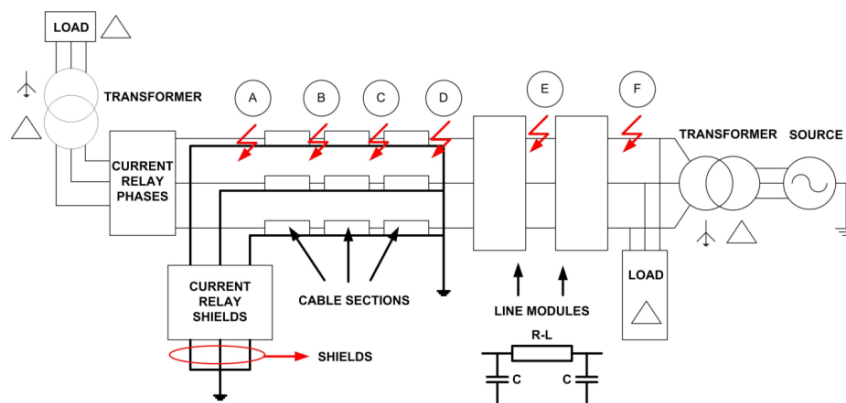 LOAD
TRANSFORMER
A
B
C
D
E
F
TRANSFORMER
SOURCE
CURRENT
RELAY
PHASES
CURRENT
RELAY
SHIELDS
CABLE SECTIONS
LINE MODULES
LOAD
SHIELDS
R-L
C
C